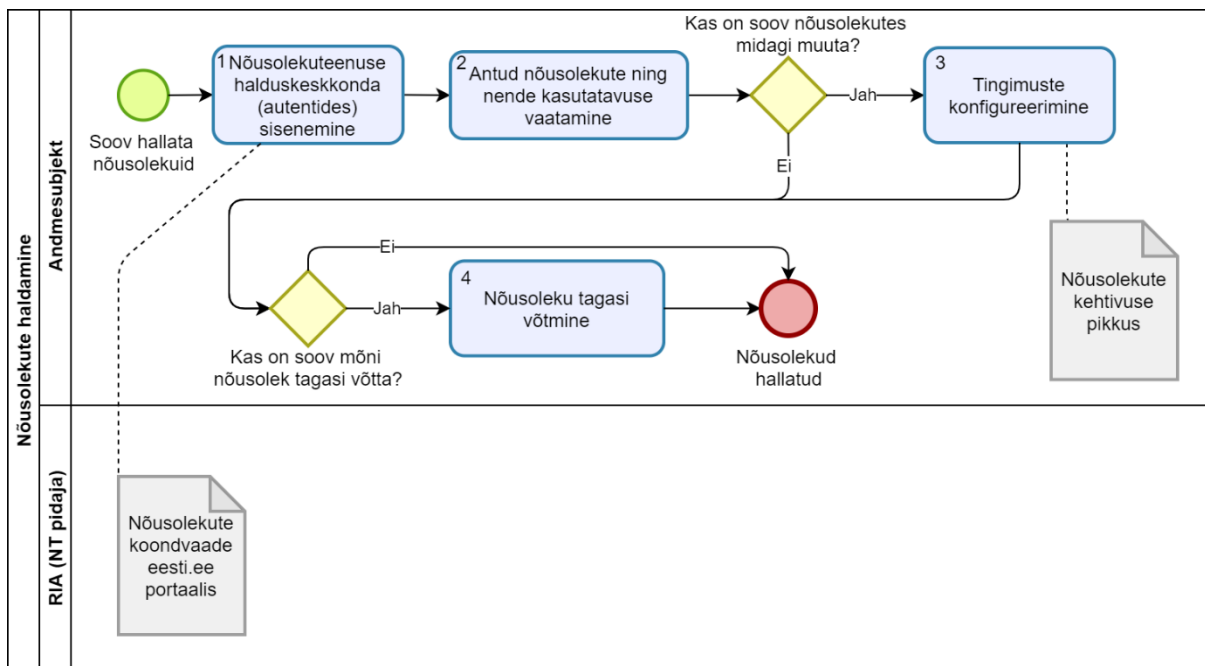 Nõusolekute haldamine
Andmesubjekt
Soov hallata
nõusolekuid
1
Nõusolekuteenuse
halduskeskkonda
(autentides)
sisenemine
2
Antud nõusolekute ning
nende kasutatavuse
vaatamine
Kas on soov nõusolekutes
midagi muuta?
Jah
Ei
3
Tingimuste
konfigureerimine
Nõusolekute
kehtivuse
pikkus
Kas on soov mõni
nõusolek tagasi võtta?
Ei
Jah
4
Nõusoleku tagasi
võtmine
Nõusolekud
hallatud
RIA (NT pidaja)
Nõusolekute
koondvaade
eesti.ee
portaalis